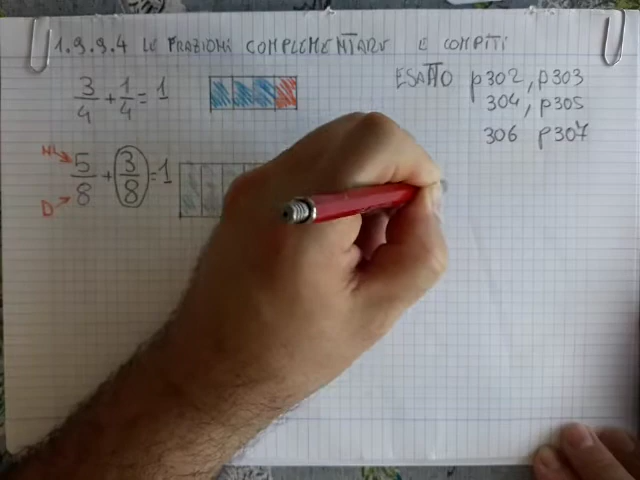 1.9.9.4 LE FRAZIONI COMPLEMENTARI E COMPITI
3/4 + 1/4 = 1
ESATTO p302, p303
304, p305
306 p307
N
5/8 + 3/8 = 1
D